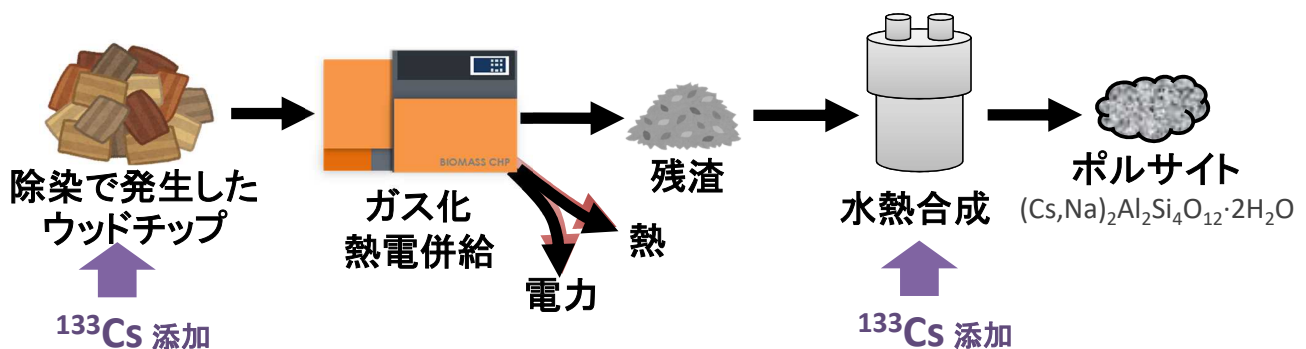 除染で発生した
ウッドチップ
¹³³Cs 添加
BIOMASS CHP
ガス化
熱電併給
電力
熱
残渣
水熱合成
¹³³Cs 添加
ポルサイト
(Cs,Na)₂Al₂Si₄O₁₂·2H₂O